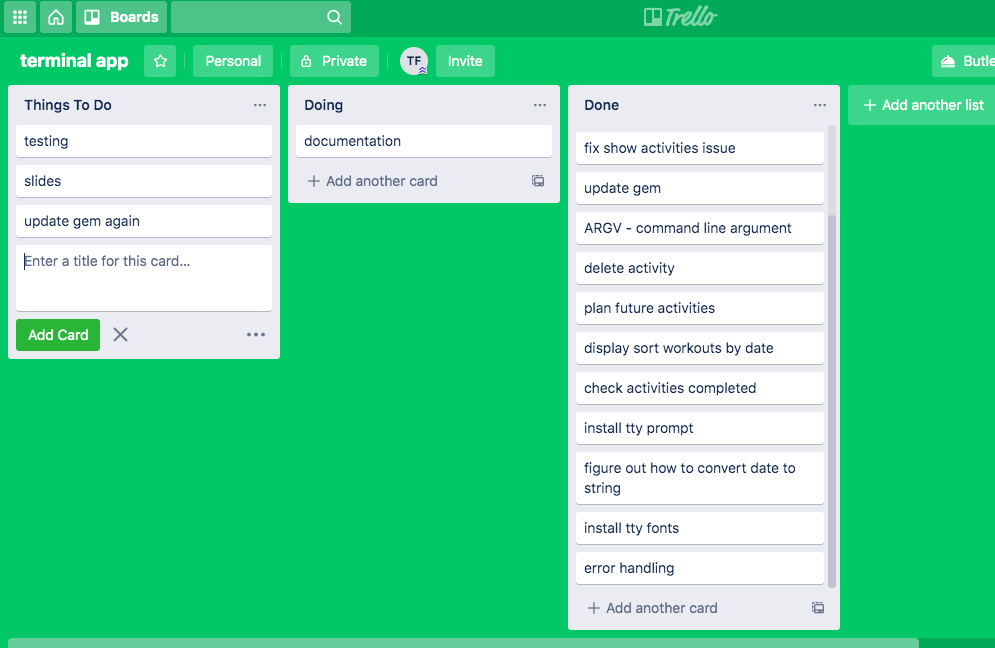 Boards
Trello
terminal app
Personal
Private
TF
Invite
Things To Do
testing
slides
update gem again
Enter a title for this card...
Add Card
Doing
documentation
Add another card
Done
fix show activities issue
update gem
ARGV - command line argument
delete activity
plan future activities
display sort workouts by date
check activities completed
install tty prompt
figure out how to convert date to
string
install tty fonts
error handling
Add another card
Add another list